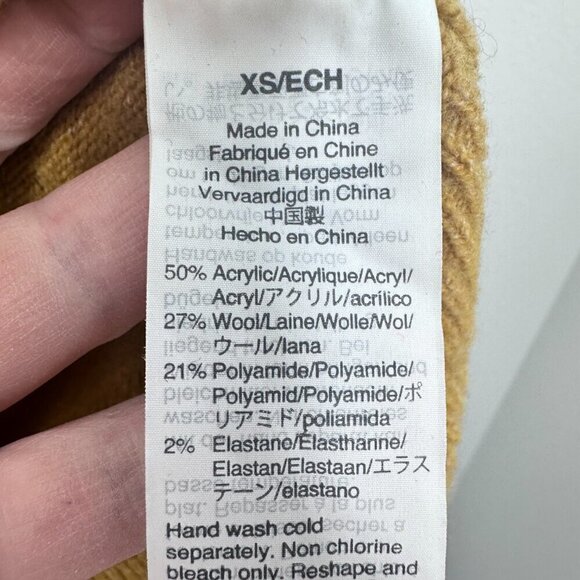 XS/ECH
Made in China
Fabriqué en Chine
in China Hergestellt
Vervaardigd in China
中国製
Hecho en China
50% Acrylic/Acrylique/Acryl/
Acryl/アクリル/acrílico
27% Wool/Laine/Wolle/Wol/
ウール/lana
21% Polyamide/Polyamide/
Polyamid/Polyamide/ポ
リアミド/poliamida
2% Elastane/Elasthanne/
Elastan/Elastaan/エラス
テーン/elastano
Hand wash cold
separately. Non chlorine
bleach only. Reshape and